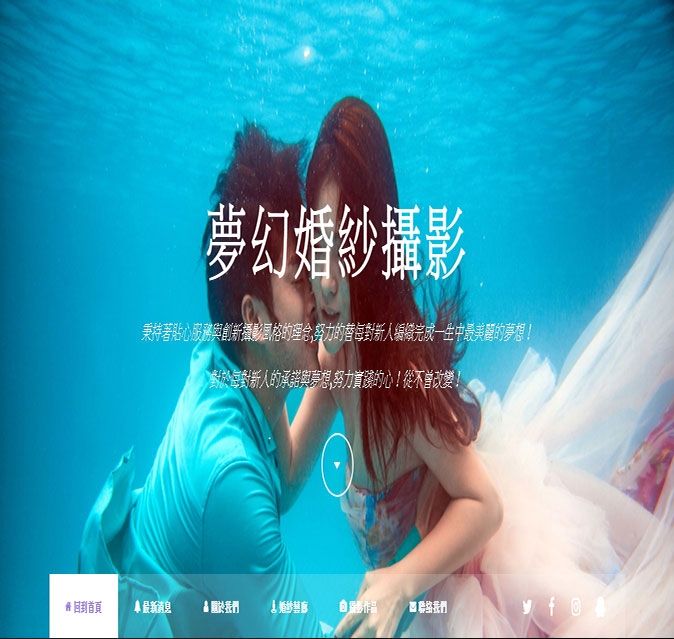 夢幻婚紗攝影
秉持著貼心服務與創新攝影風格的理念,努力的替每對新人編織完成一生中最美麗的夢想！
對於每對新人的承諾與夢想,努力實踐的心！從不曾改變！
回到首頁 最新消息 關於我們 婚紗藝廊 攝影作品 聯絡我們